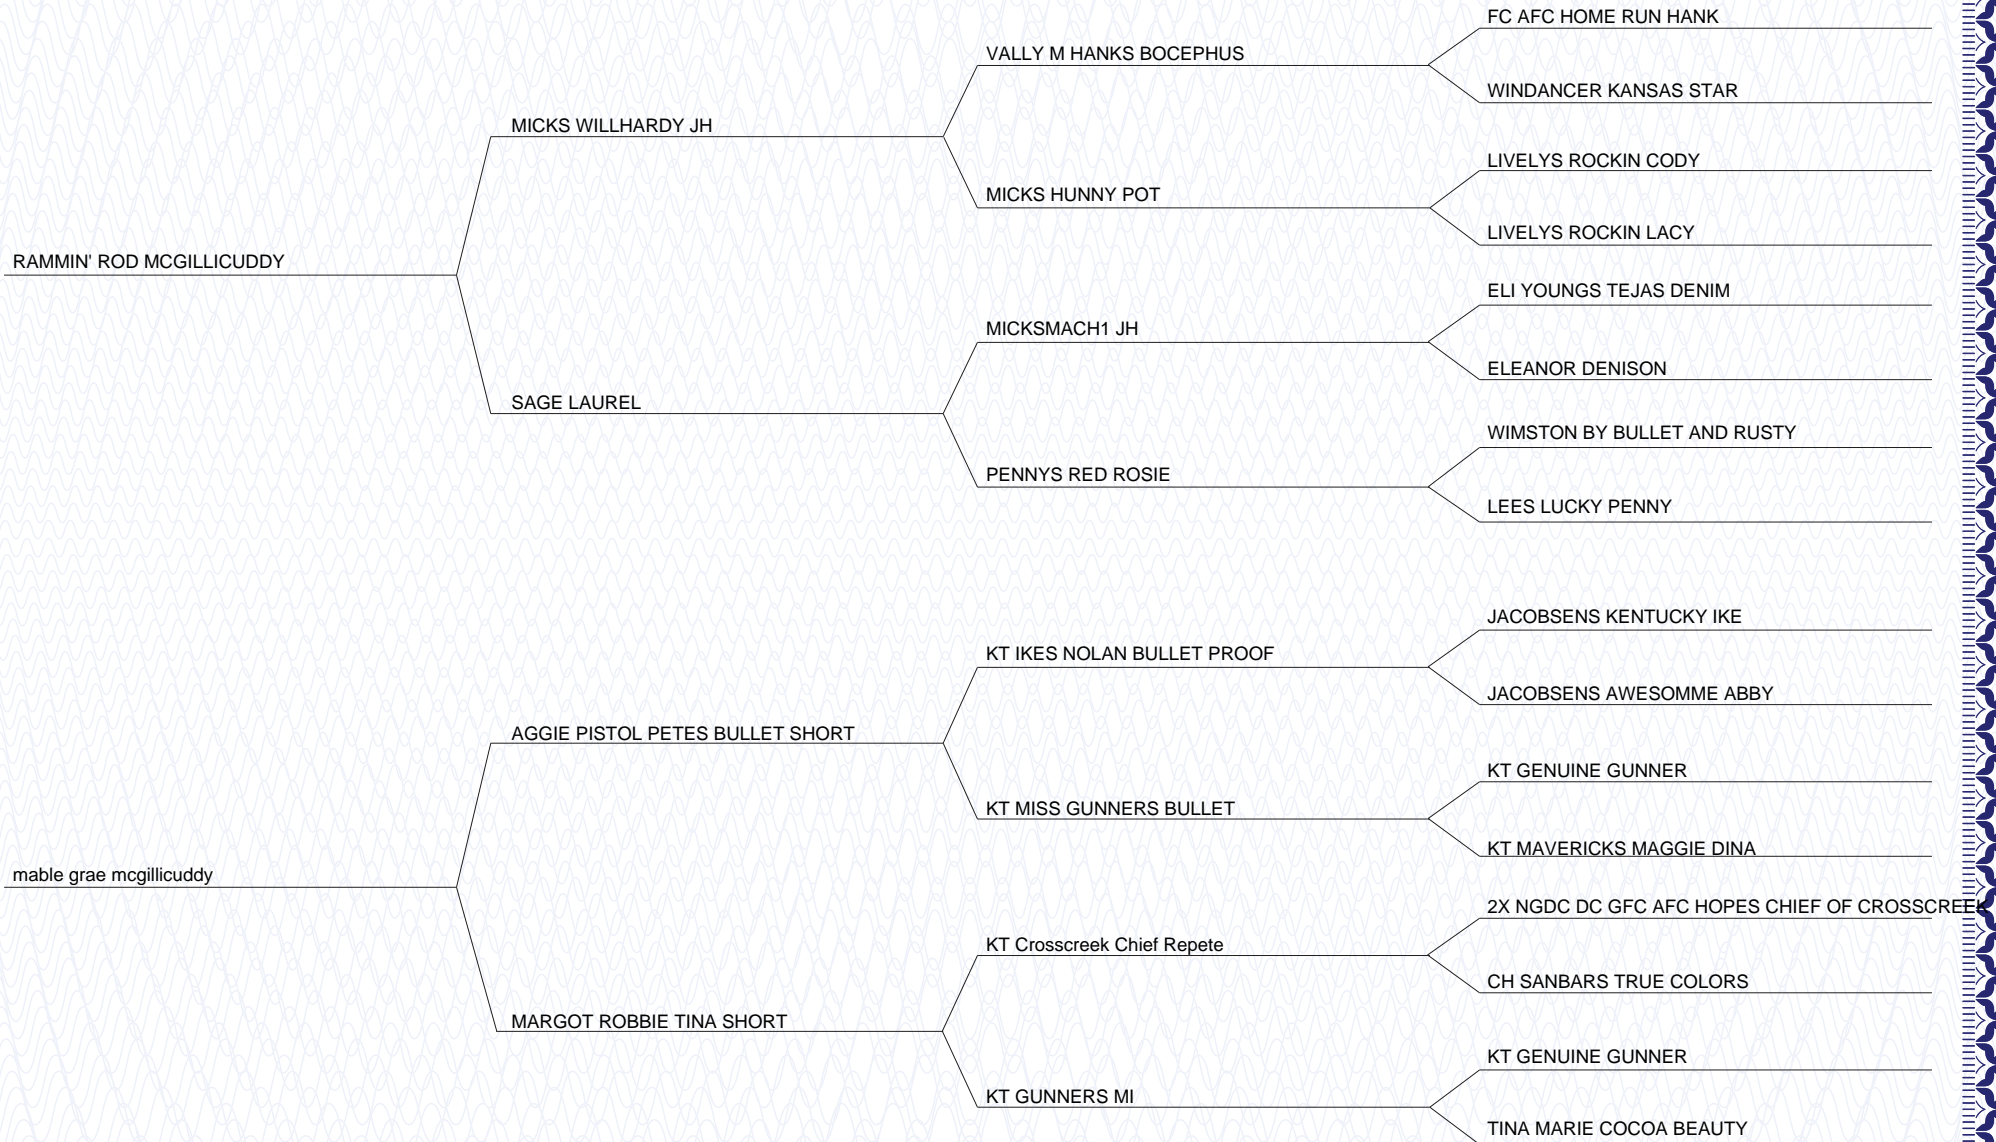 FC AFC HOME RUN HANK
VALLY M HANKS BOCEPHUS
WINDANCER KANSAS STAR
MICKS WILLHARDY JH
LIVELYS ROCKIN CODY
MICKS HUNNY POT
LIVELYS ROCKIN LACY
RAMMIN' ROD MCGILLICUDDY
ELI YOUNGS TEJAS DENIM
MICKSMACH1 JH
ELEANOR DENISON
SAGE LAUREL
WIMSTON BY BULLET AND RUSTY
PENNYS RED ROSIE
LEES LUCKY PENNY
JACOBSENS KENTUCKY IKE
KT IKES NOLAN BULLET PROOF
JACOBSENS AWESOMME ABBY
AGGIE PISTOL PETES BULLET SHORT
KT GENUINE GUNNER
KT MISS GUNNERS BULLET
KT MAVERICKS MAGGIE DINA
mable grae mcgillicuddy
2X NGDC DC GFC AFC HOPES CHIEF OF CROSSCREEK
KT Crosscreek Chief Repete
CH SANBARS TRUE COLORS
MARGOT ROBBIE TINA SHORT
KT GENUINE GUNNER
KT GUNNERS MI
TINA MARIE COCOA BEAUTY